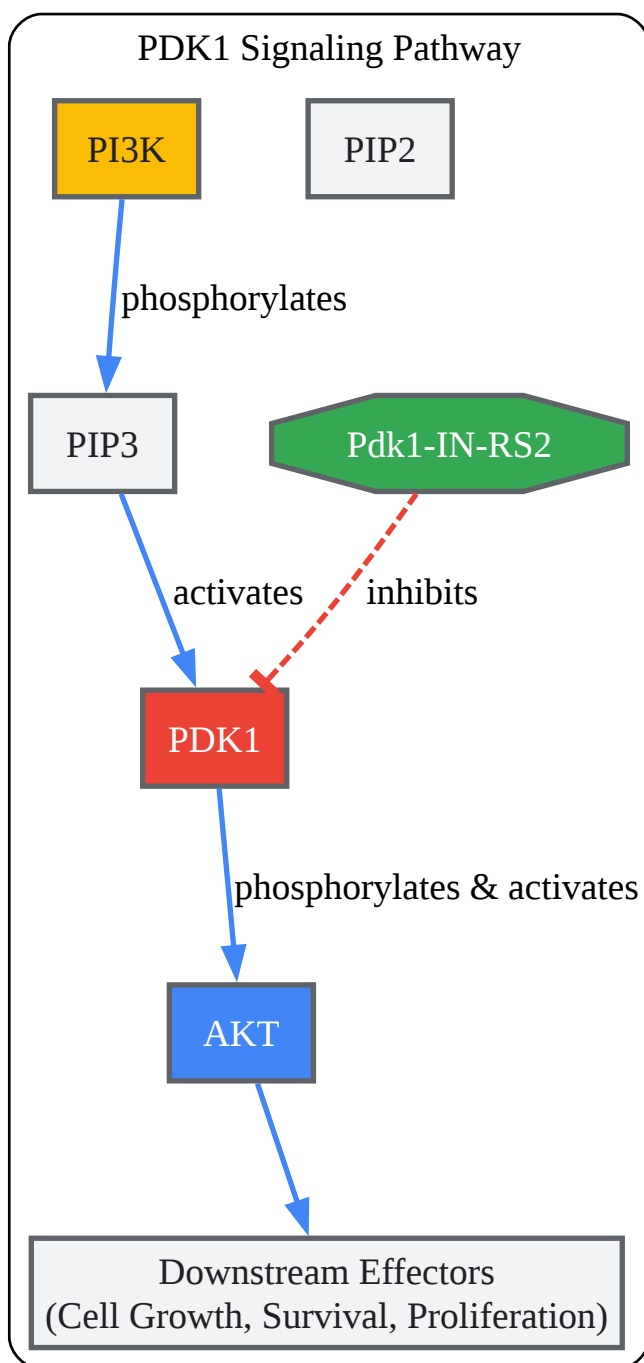 PDK1 Signaling Pathway
PI3K
PIP2
phosphorylates
PIP3
Pdk1-IN-RS2
activates
inhibits
PDK1
phosphorylates & activates
AKT
Downstream Effectors
(Cell Growth, Survival, Proliferation)